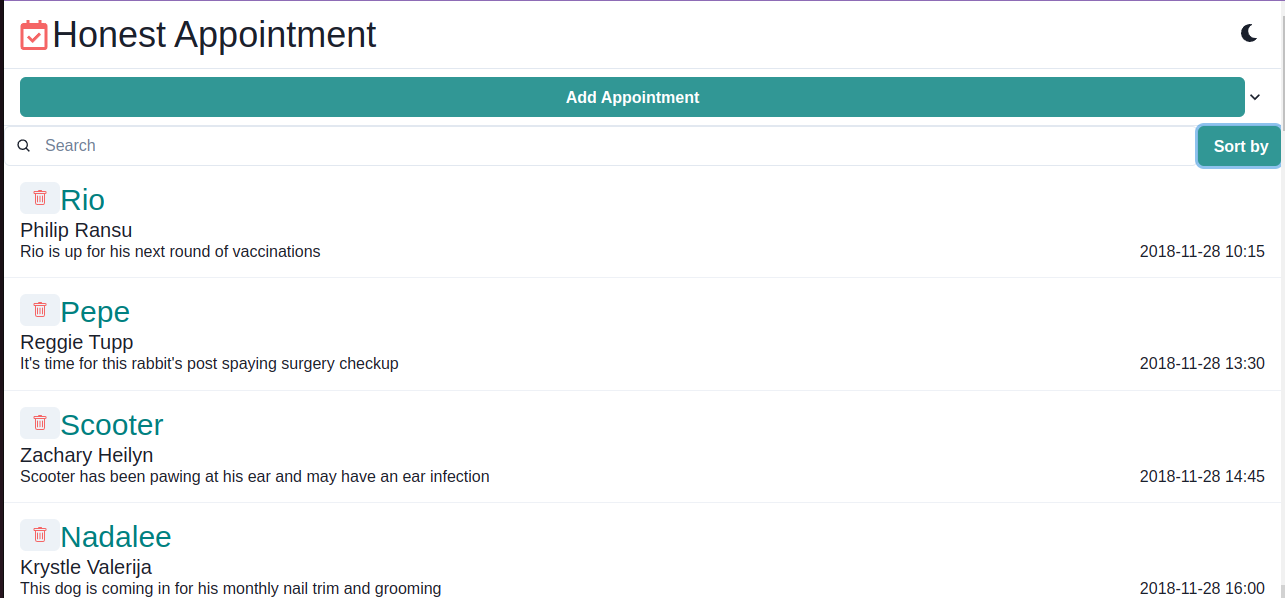 Honest Appointment
Add Appointment
Search
Sort by
Rio
Philip Ransu
Rio is up for his next round of vaccinations
2018-11-28 10:15
Pepe
Reggie Tupp
It's time for this rabbit's post spaying surgery checkup
2018-11-28 13:30
Scooter
Zachary Heilyn
Scooter has been pawing at his ear and may have an ear infection
2018-11-28 14:45
Nadalee
Krystle Valerija
This dog is coming in for his monthly nail trim and grooming
2018-11-28 16:00